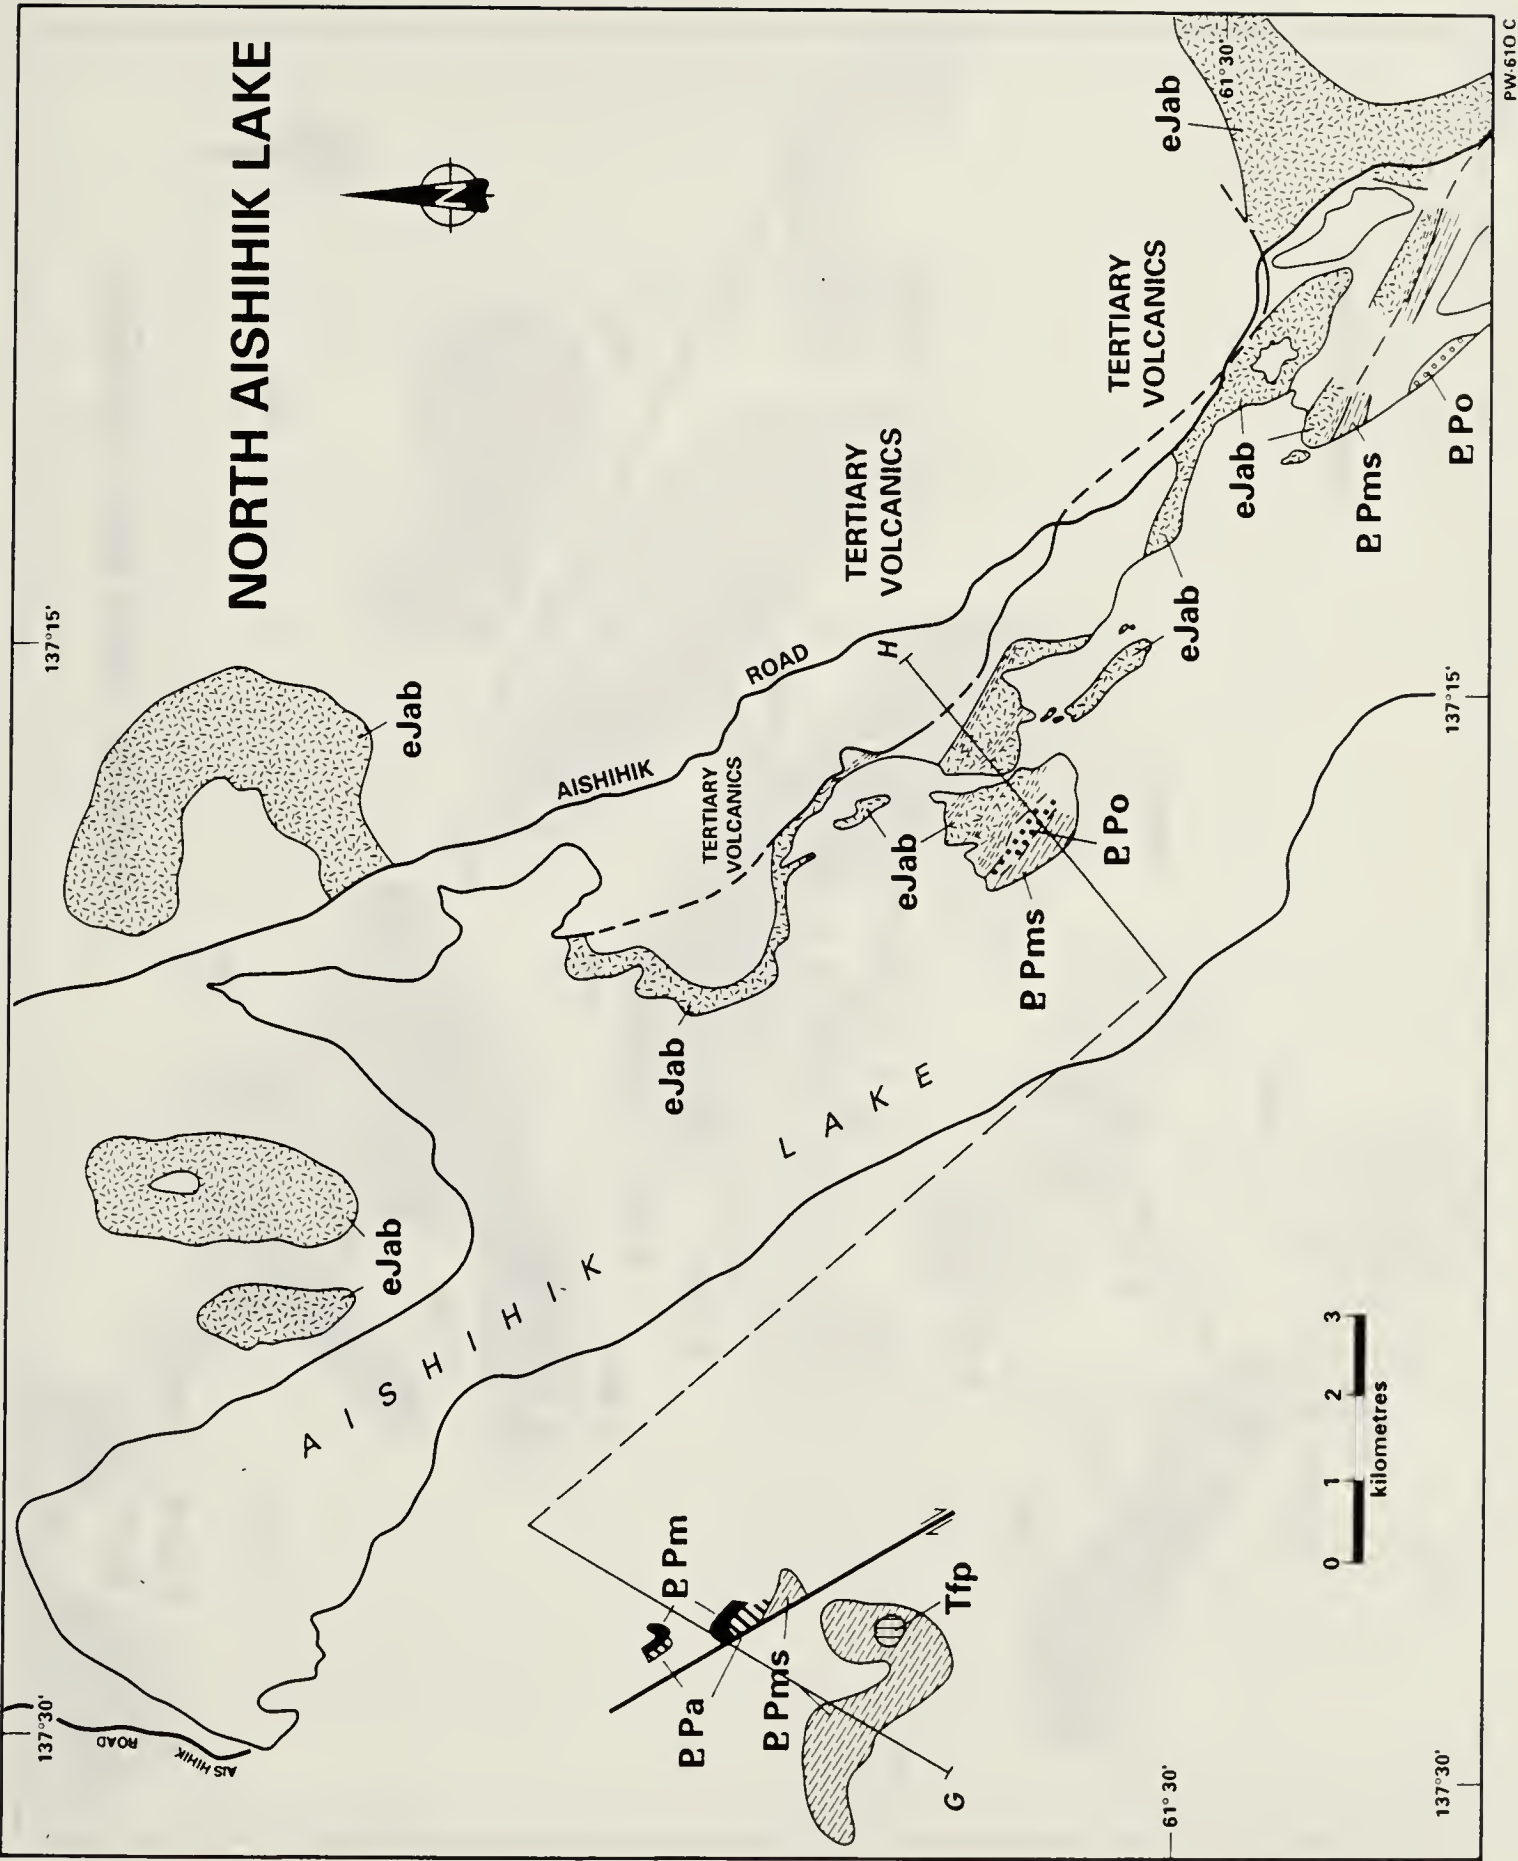 NORTH AISHIHIK LAKE
N
137°15'
61°30'
PW-610 C
eJab
eJab
eJab
TERTIARY
VOLCANICS
TERTIARY
VOLCANICS
TERTIARY
VOLCANICS
AISHIHIK
ROAD
H
eJab
eJab
eJab
eJab
P Po
P Pms
P Po
P Pms
eJab
137°15'
AISHIHIK
LAKE
137°30'
AISHIHIK
ROAD
P Pm
P Pa
P Pms
Tfp
G
0 1 2 3
kilometres
61°30'
137°30'